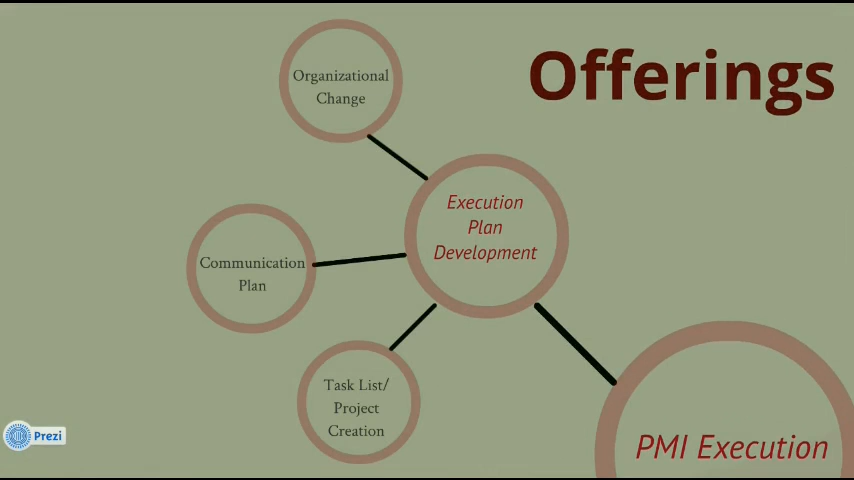 Offerings
Organizational
Change
Execution
Plan
Development
Communication
Plan
Task List/
Project
Creation
PMI Execution
Prezi